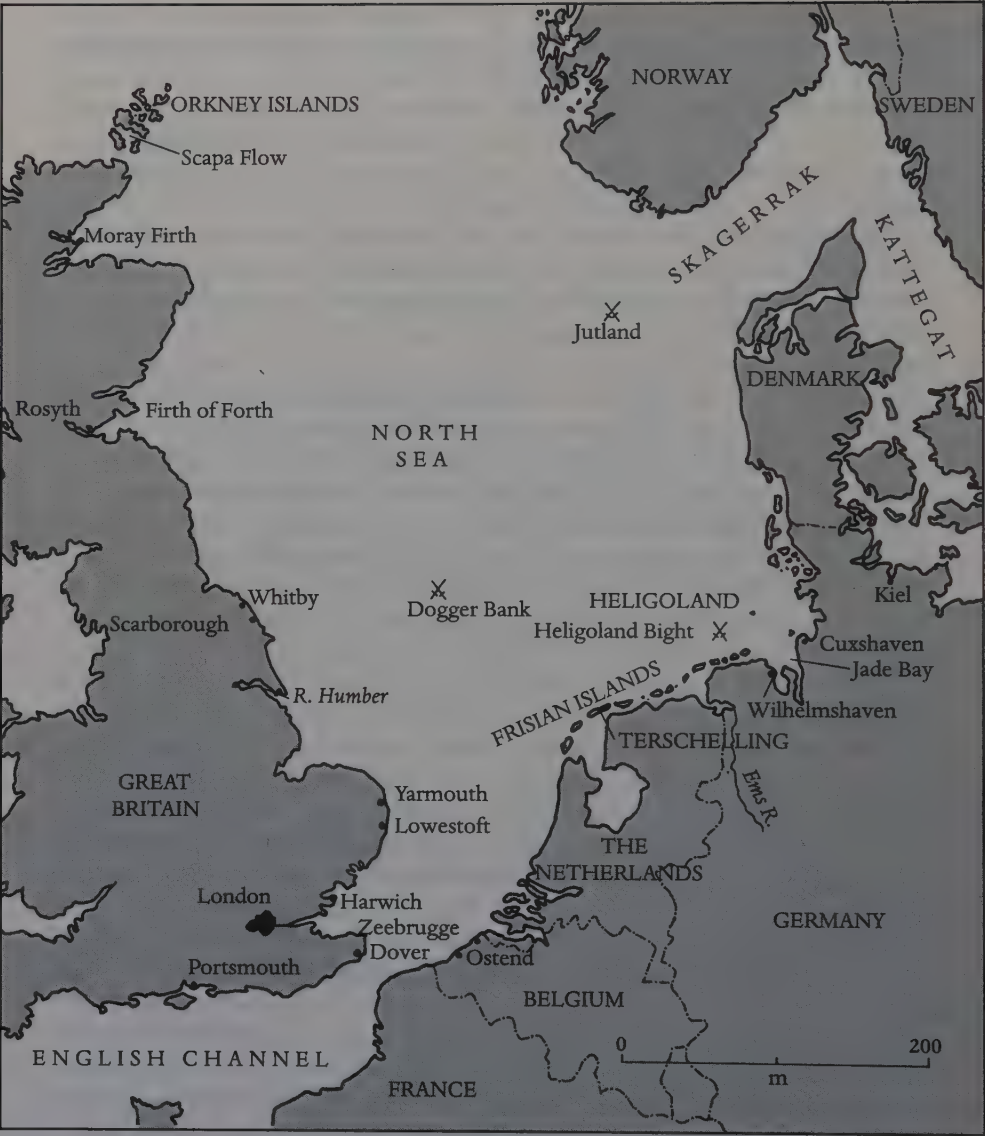 NORWAY
ORKNEY ISLANDS
SWEDEN
Scapa Flow
SKAGERRAK
Moray Firth
KATTEGAT
Jutland
DENMARK
Rosyth
Firth of Forth
NORTH
SEA
Whitby
Dogger Bank
HELIGOLAND
Kiel
Scarborough
Heligoland Bight
Cuxshaven
Jade Bay
R. Humber
FRISIAN ISLANDS
Wilhelmshaven
TERSCHELLING
GREAT
BRITAIN
Yarmouth
Ems R.
Lowestoft
THE
NETHERLANDS
London
Harwich
GERMANY
Zeebrugge
Dover
Ostend
Portsmouth
BELGIUM
ENGLISH CHANNEL
0 200
m
FRANCE